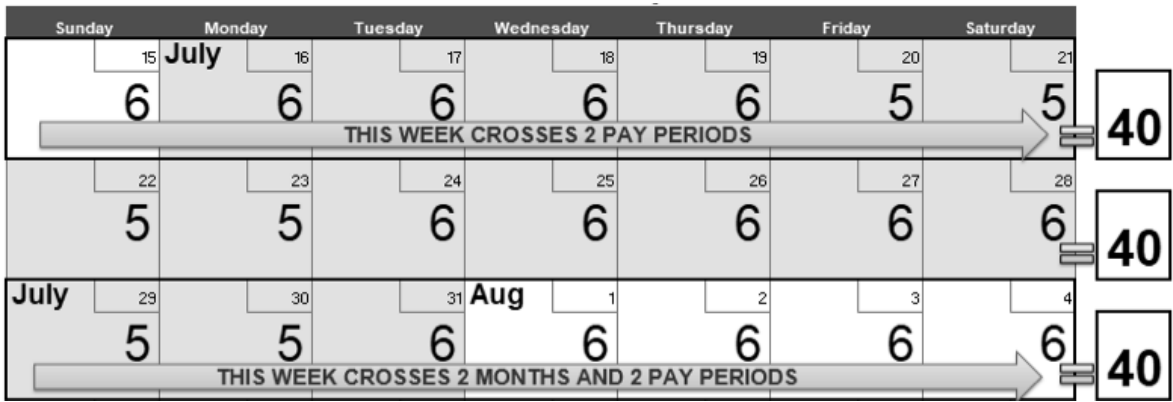 Sunday Monday Tuesday Wednesday Thursday Friday Saturday
15 July 16 17 18 19 20 21
6 6 6 6 6 5 5
THIS WEEK CROSSES 2 PAY PERIODS
= 40
22 23 24 25 26 27 28
5 5 6 6 6 6 6
= 40
July 29 30 31 Aug 1 2 3 4
5 5 6 6 6 6 6
THIS WEEK CROSSES 2 MONTHS AND 2 PAY PERIODS
= 40